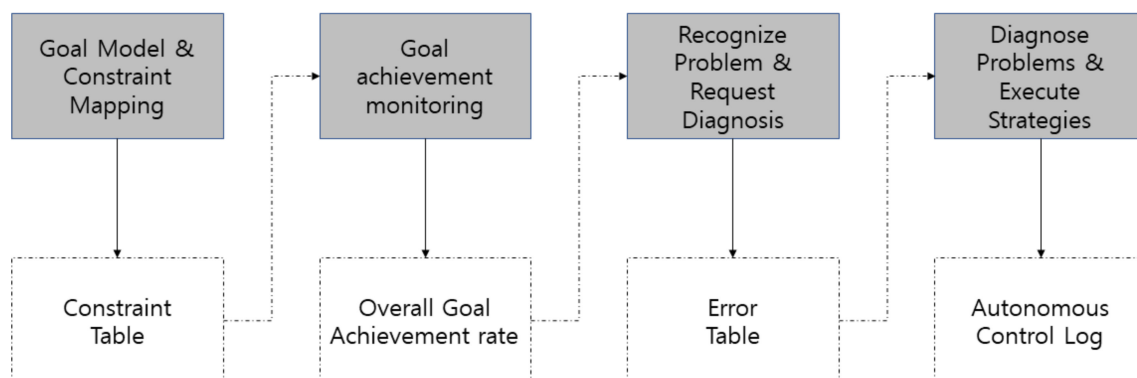 Goal Model &
Constraint
Mapping
Goal
achievement
monitoring
Recognize
Problem &
Request
Diagnosis
Diagnose
Problems &
Execute
Strategies
Constraint
Table
Overall Goal
Achievement rate
Error
Table
Autonomous
Control Log